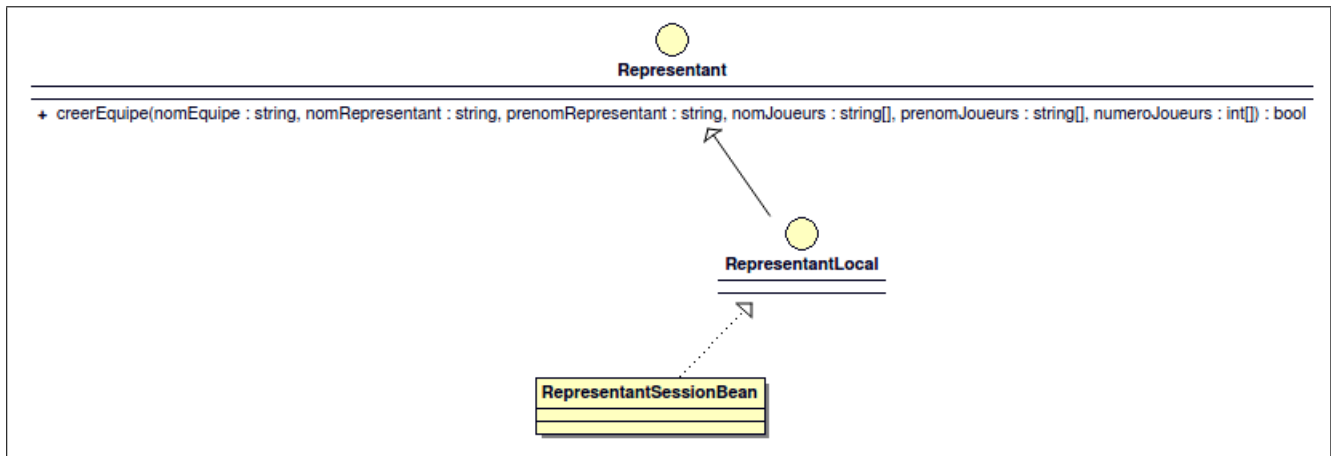 Representant
+ creerEquipe(nomEquipe : string, nomRepresentant : string, prenomRepresentant : string, nomJoueurs : string[], prenomJoueurs : string[], numeroJoueurs : int[]) : bool
RepresentantLocal
RepresentantSessionBean